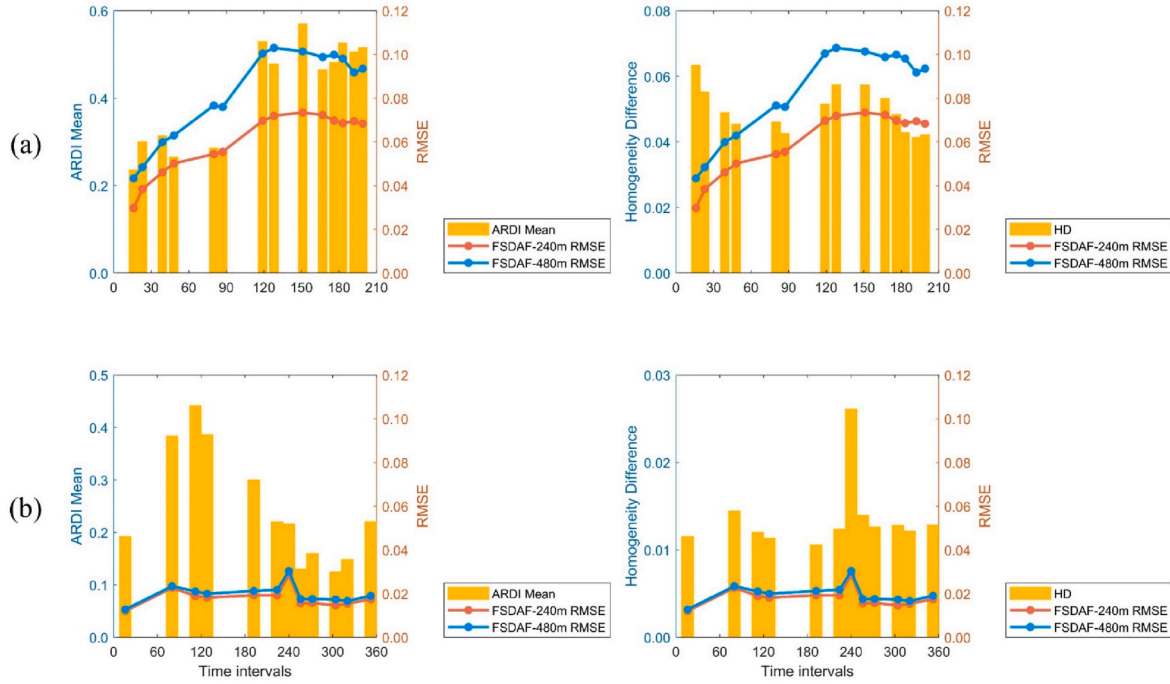 (a)
ARDI Mean
0.6
0.4
0.2
0.0
0 30 60 90 120 150 180 210
0.12
0.10
0.08
0.06
0.04
0.02
0.00
RMSE
ARDI Mean
FSDAF-240m RMSE
FSDAF-480m RMSE
Homogeneity Difference
0.08
0.06
0.04
0.02
0.00
0 30 60 90 120 150 180 210
0.12
0.10
0.08
0.06
0.04
0.02
0.00
RMSE
HD
FSDAF-240m RMSE
FSDAF-480m RMSE
(b)
ARDI Mean
0.5
0.4
0.3
0.2
0.1
0.0
0 60 120 180 240 300 360
Time intervals
0.12
0.10
0.08
0.06
0.04
0.02
0.00
RMSE
ARDI Mean
FSDAF-240m RMSE
FSDAF-480m RMSE
Homogeneity Difference
0.03
0.02
0.01
0.00
0 60 120 180 240 300 360
Time intervals
0.12
0.10
0.08
0.06
0.04
0.02
0.00
RMSE
HD
FSDAF-240m RMSE
FSDAF-480m RMSE